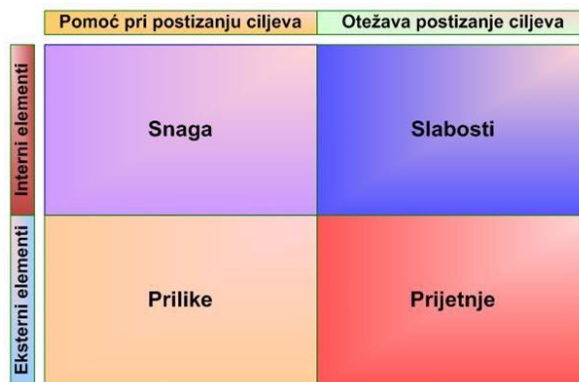 Pomoć pri postizanju ciljeva
Otežava postizanje ciljeva
Interni elementi
Snaga
Slabosti
Eksterni elementi
Prilike
Prijetnje